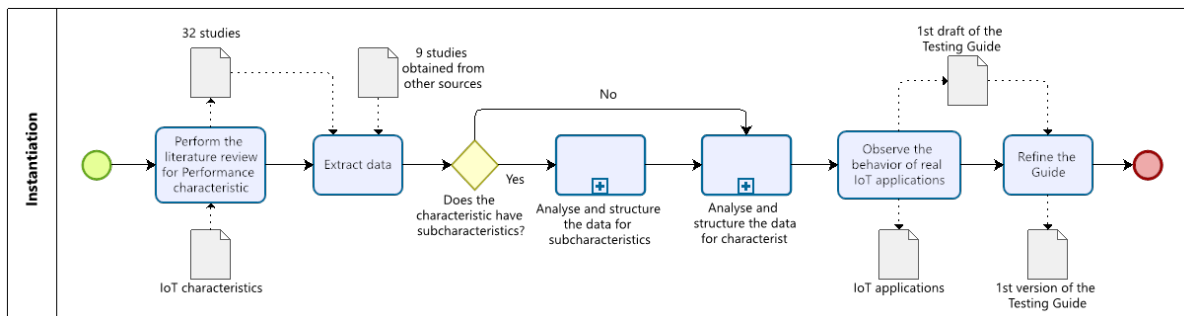 Instantiation
32 studies
9 studies
obtained from
other sources
1st draft of the
Testing Guide
No
Perform the
literature review
for Performance
characteristic
Extract data
Yes
Does the
characteristic have
subcharacteristics?
Analyse and structure
the data for
subcharacteristics
Analyse and
structure the data
for characterist
Observe the
behavior of real
IoT applications
Refine the
Guide
IoT characteristics
IoT applications
1st version of the
Testing Guide